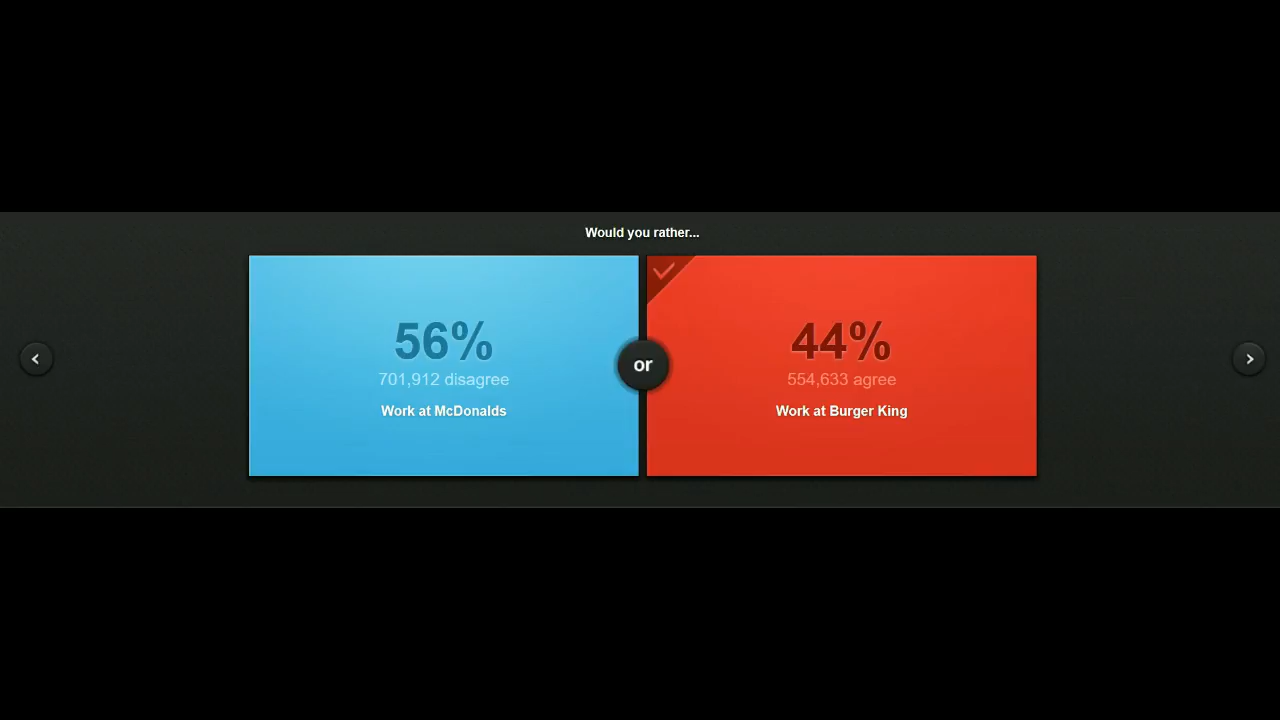 Would you rather...
56%
701,912 disagree
Work at McDonalds
or
44%
554,633 agree
Work at Burger King